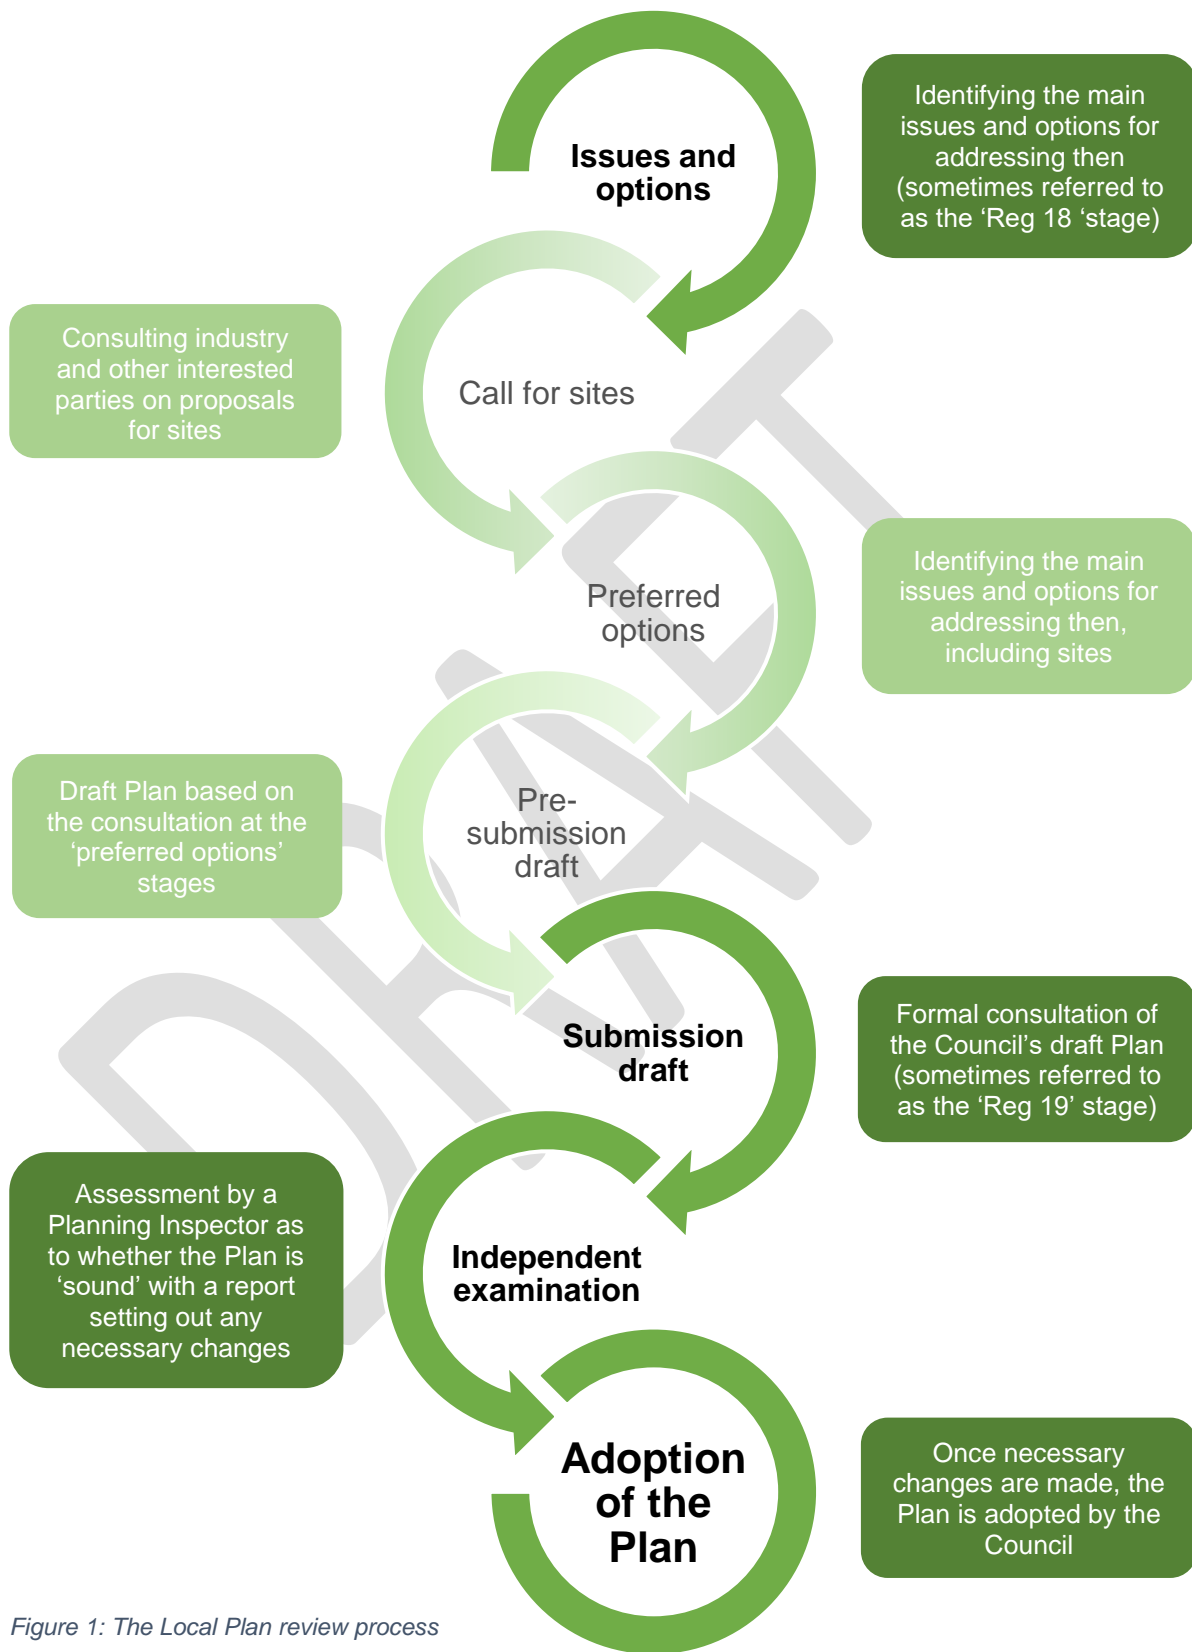 Issues and
options
Identifying the main
issues and options for
addressing then
(sometimes referred to
as the ‘Reg 18 ‘stage)
Consulting industry
and other interested
parties on proposals
for sites
Call for sites
Preferred
options
Identifying the main
issues and options for
addressing then,
including sites
Draft Plan based on
the consultation at the
‘preferred options’
stages
Pre-
submission
draft
Submission
draft
Formal consultation of
the Council’s draft Plan
(sometimes referred to
as the ‘Reg 19’ stage)
Assessment by a
Planning Inspector as
to whether the Plan is
‘sound’ with a report
setting out any
necessary changes
Independent
examination
Adoption
of the
Plan
Once necessary
changes are made, the
Plan is adopted by the
Council
Figure 1: The Local Plan review process
DRAFT